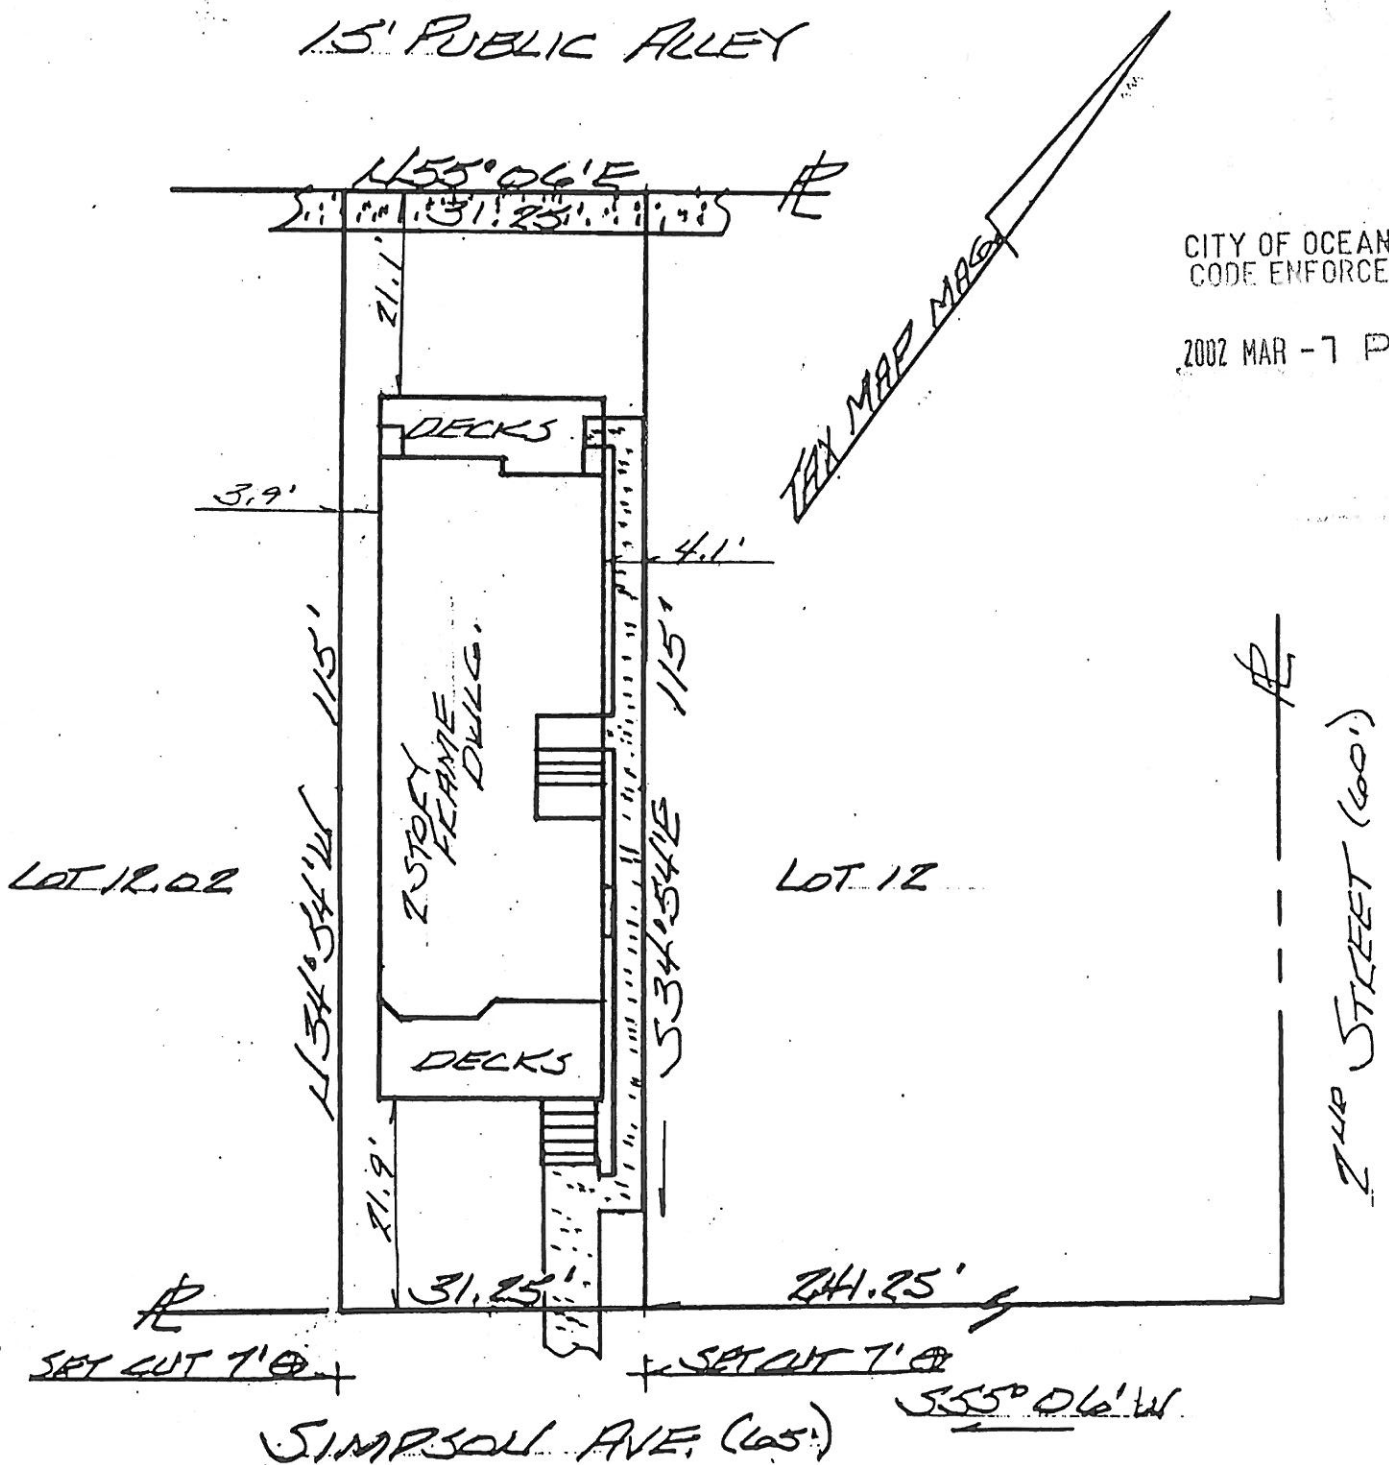 15' PUBLIC ALLEY
N55°06'E
31.25'
PL
CITY OF OCEAN
CODE ENFORCE
2002 MAR -7 P
TAX MAP MAG.
21.1'
DECKS
3.9'
4.1'
115'
115'
PL
2 STORY
FRAME
DWLG.
2ND STREET (60')
LOT 12.02
LOT 12
N34°54'W
S34°54'E
DECKS
21.9'
31.25'
241.25'
PL
SET CUT 7' O
SET CUT 7' O
S55°06'W
SIMPSON AVE. (65')